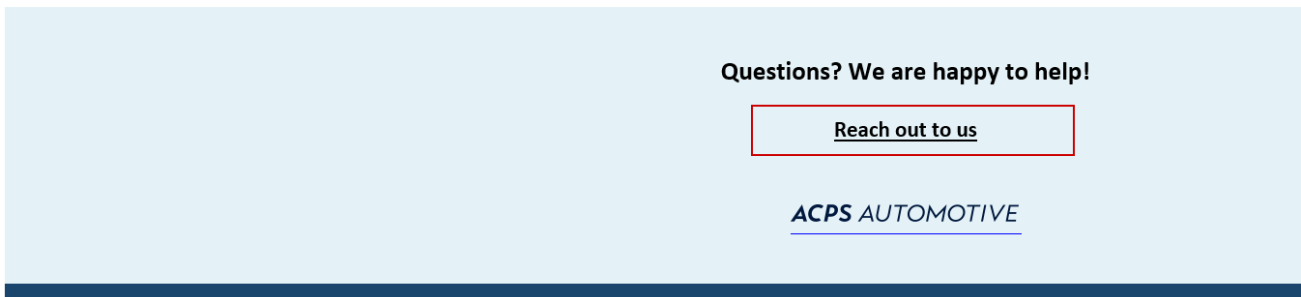 Questions? We are happy to help!
Reach out to us
ACPS AUTOMOTIVE